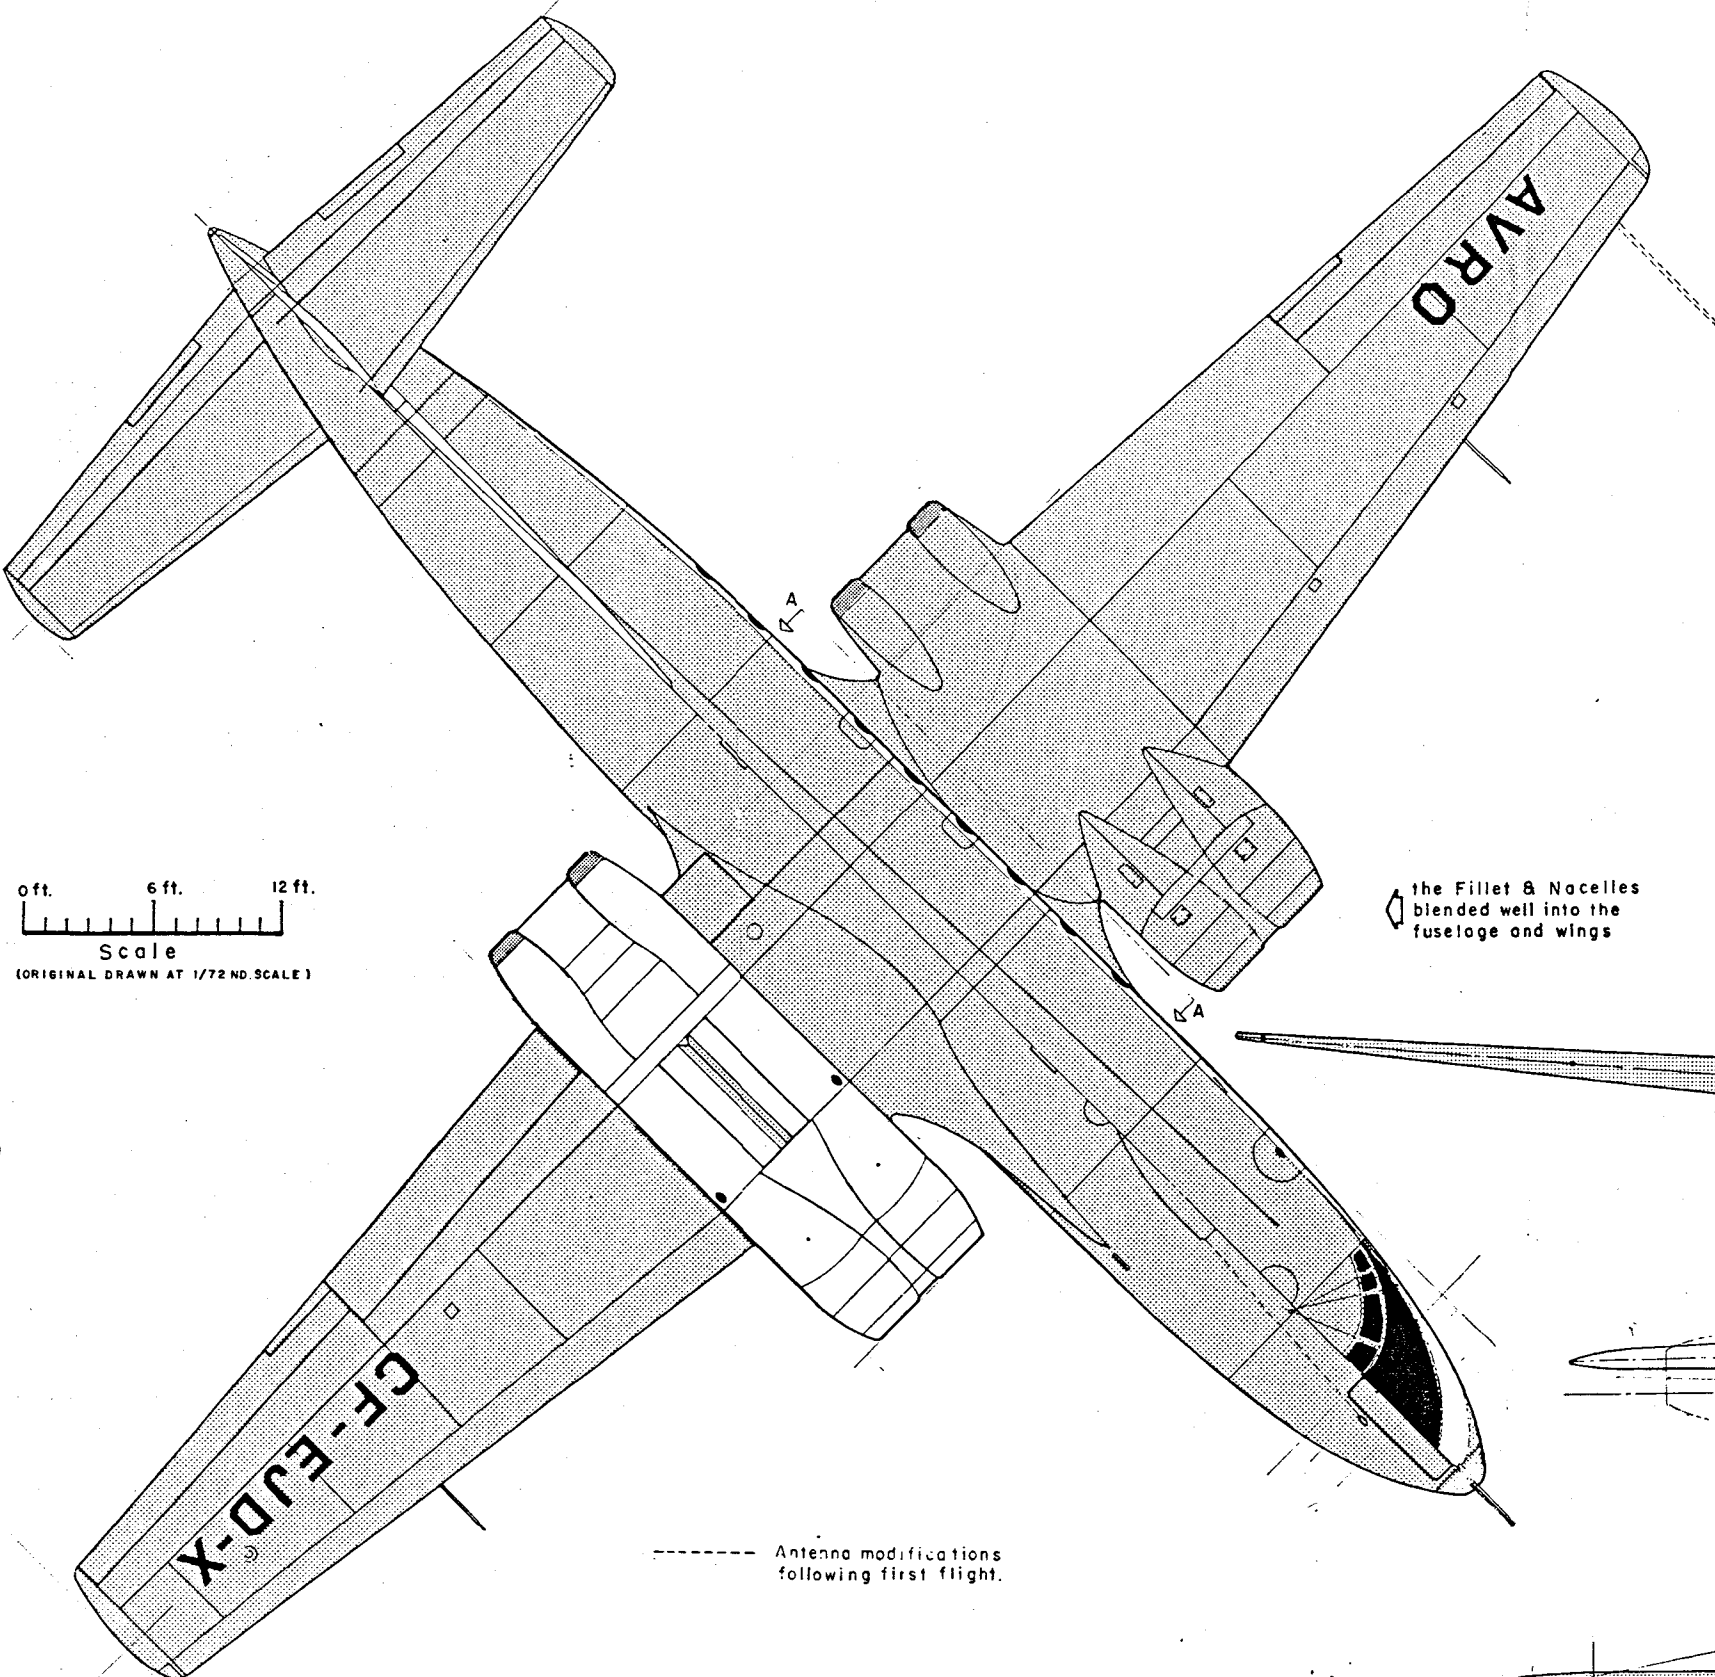 AVRO
A
0 ft. 6 ft. 12 ft.
Scale
(ORIGINAL DRAWN AT 1/72 ND. SCALE)
the Fillet & Nacelles
blended well into the
fuselage and wings
A
CF-EJD-X
Antenna modifications
following first flight.